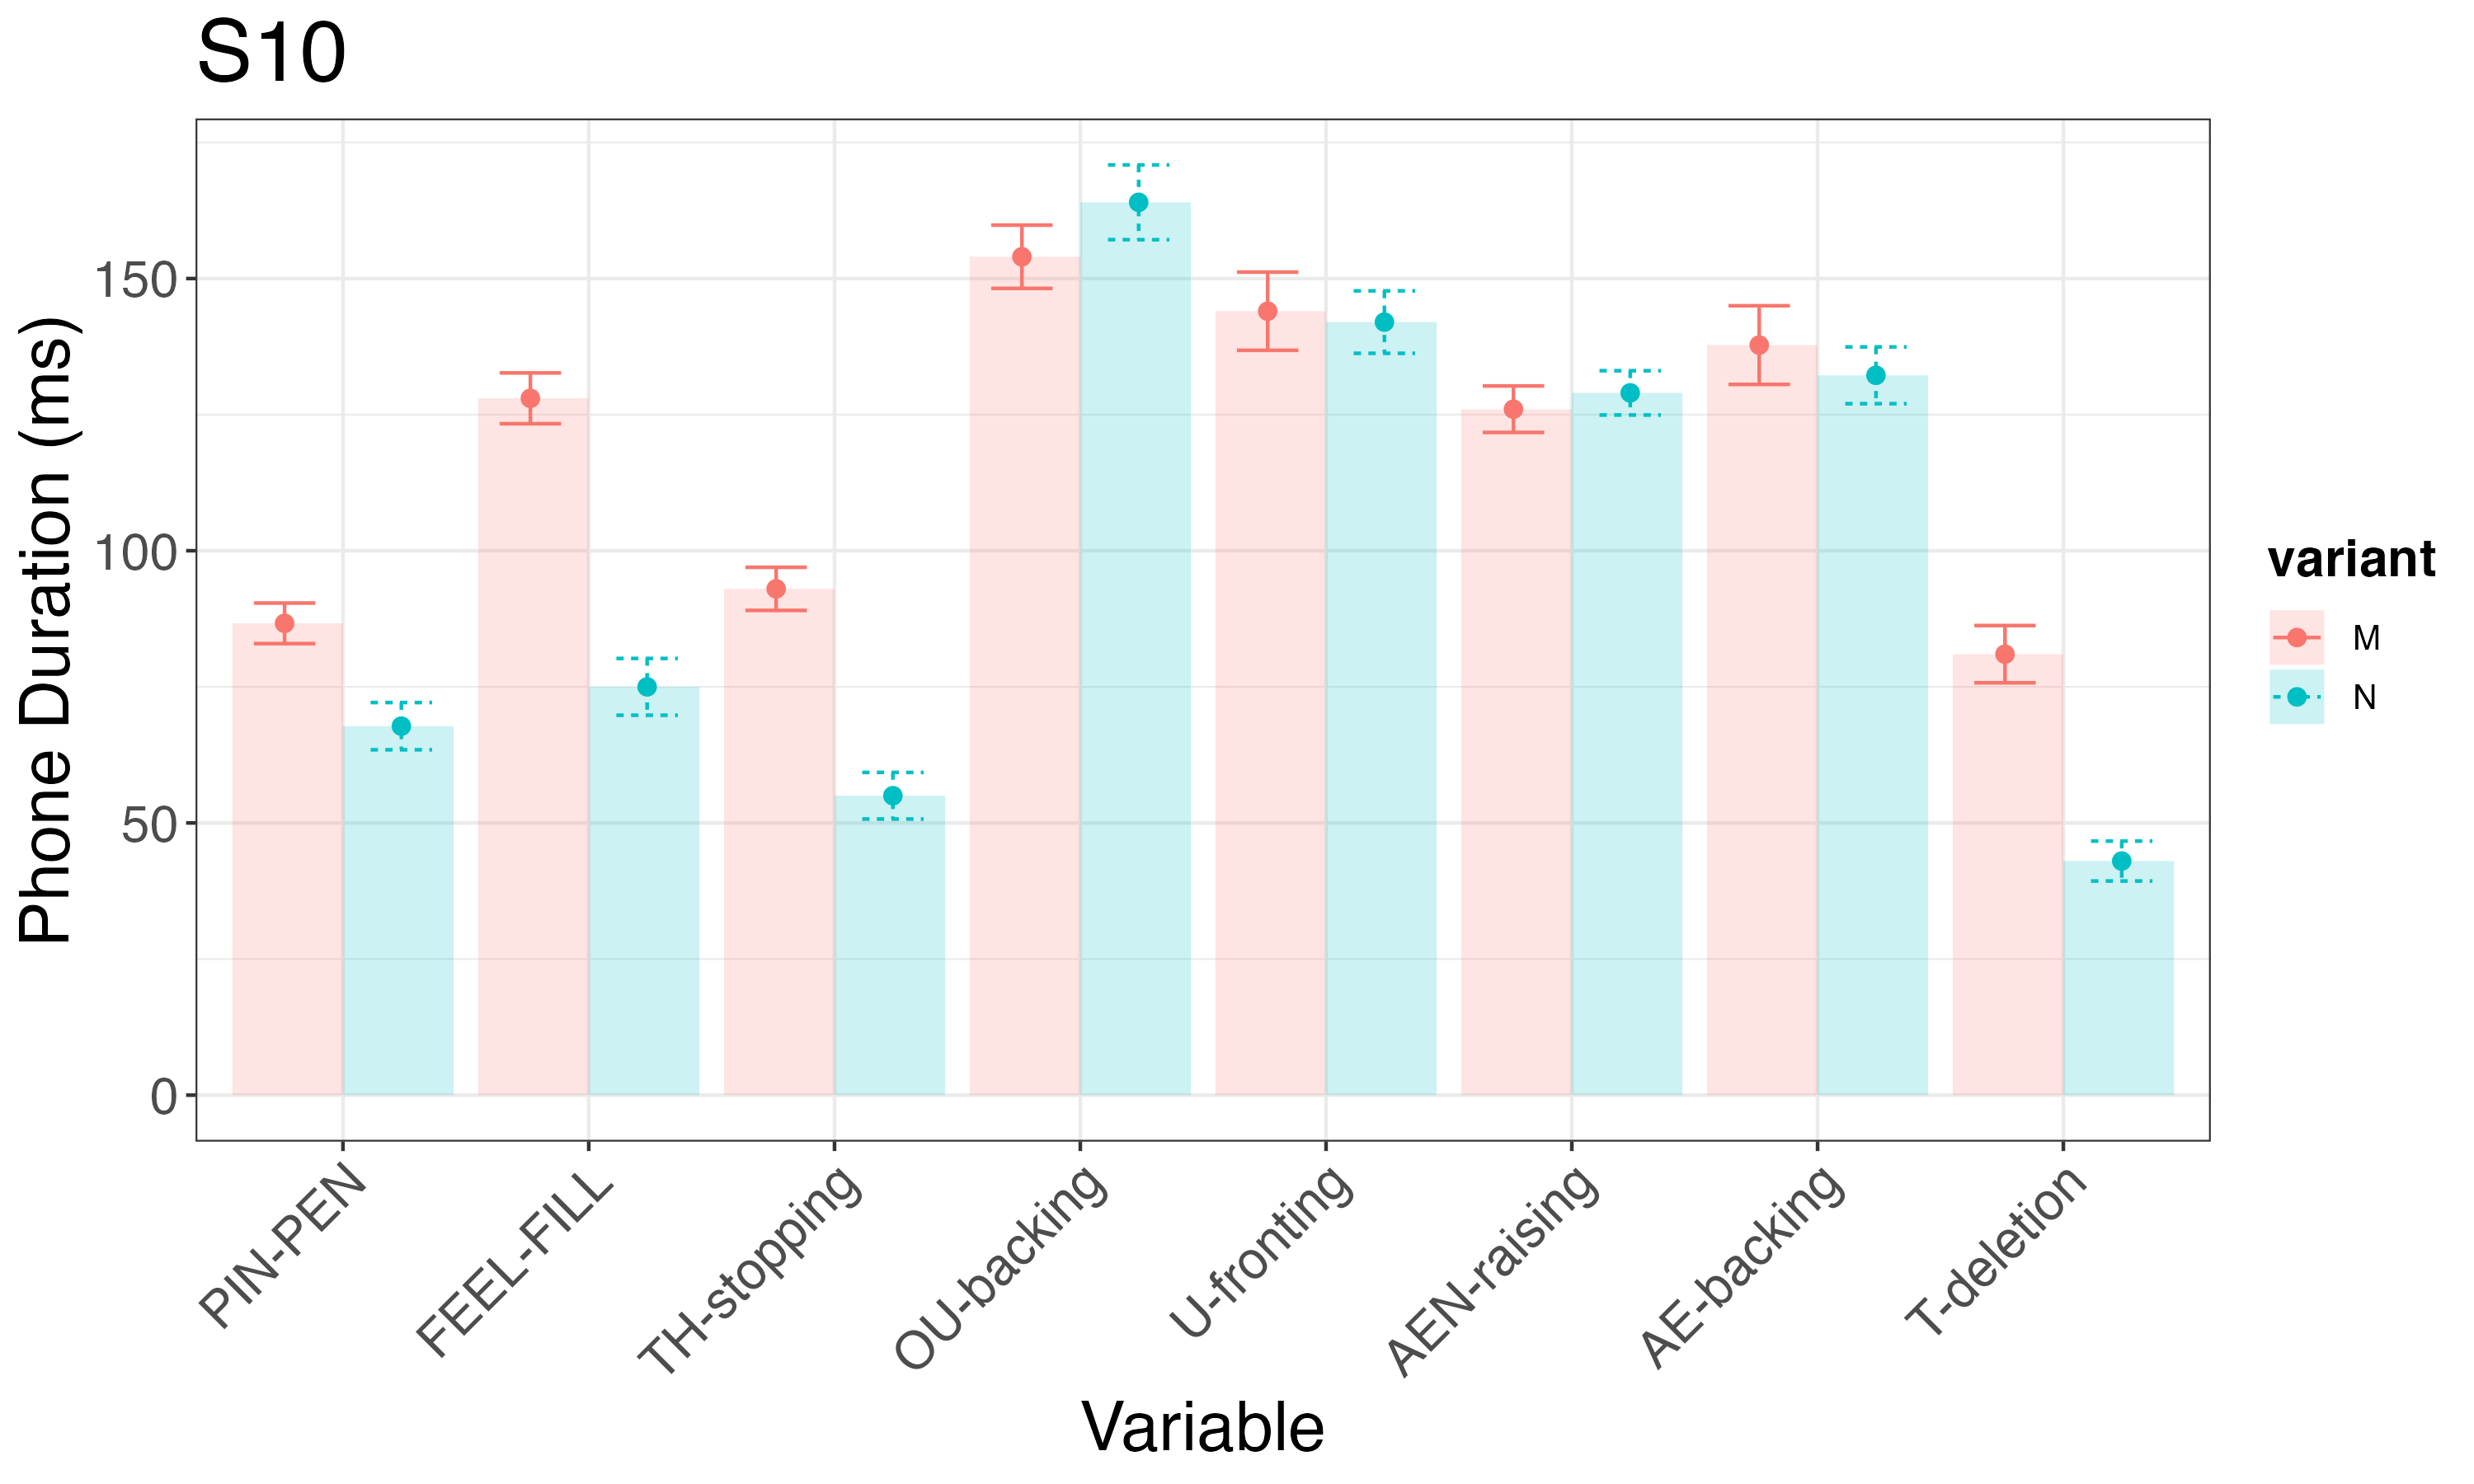 S10
Phone Duration (ms)
150
100
50
0
PIN-PEN
FEEL-FILL
TH-stopping
OU-backing
U-fronting
AEN-raising
AE-backing
T-deletion
Variable
variant
M
N